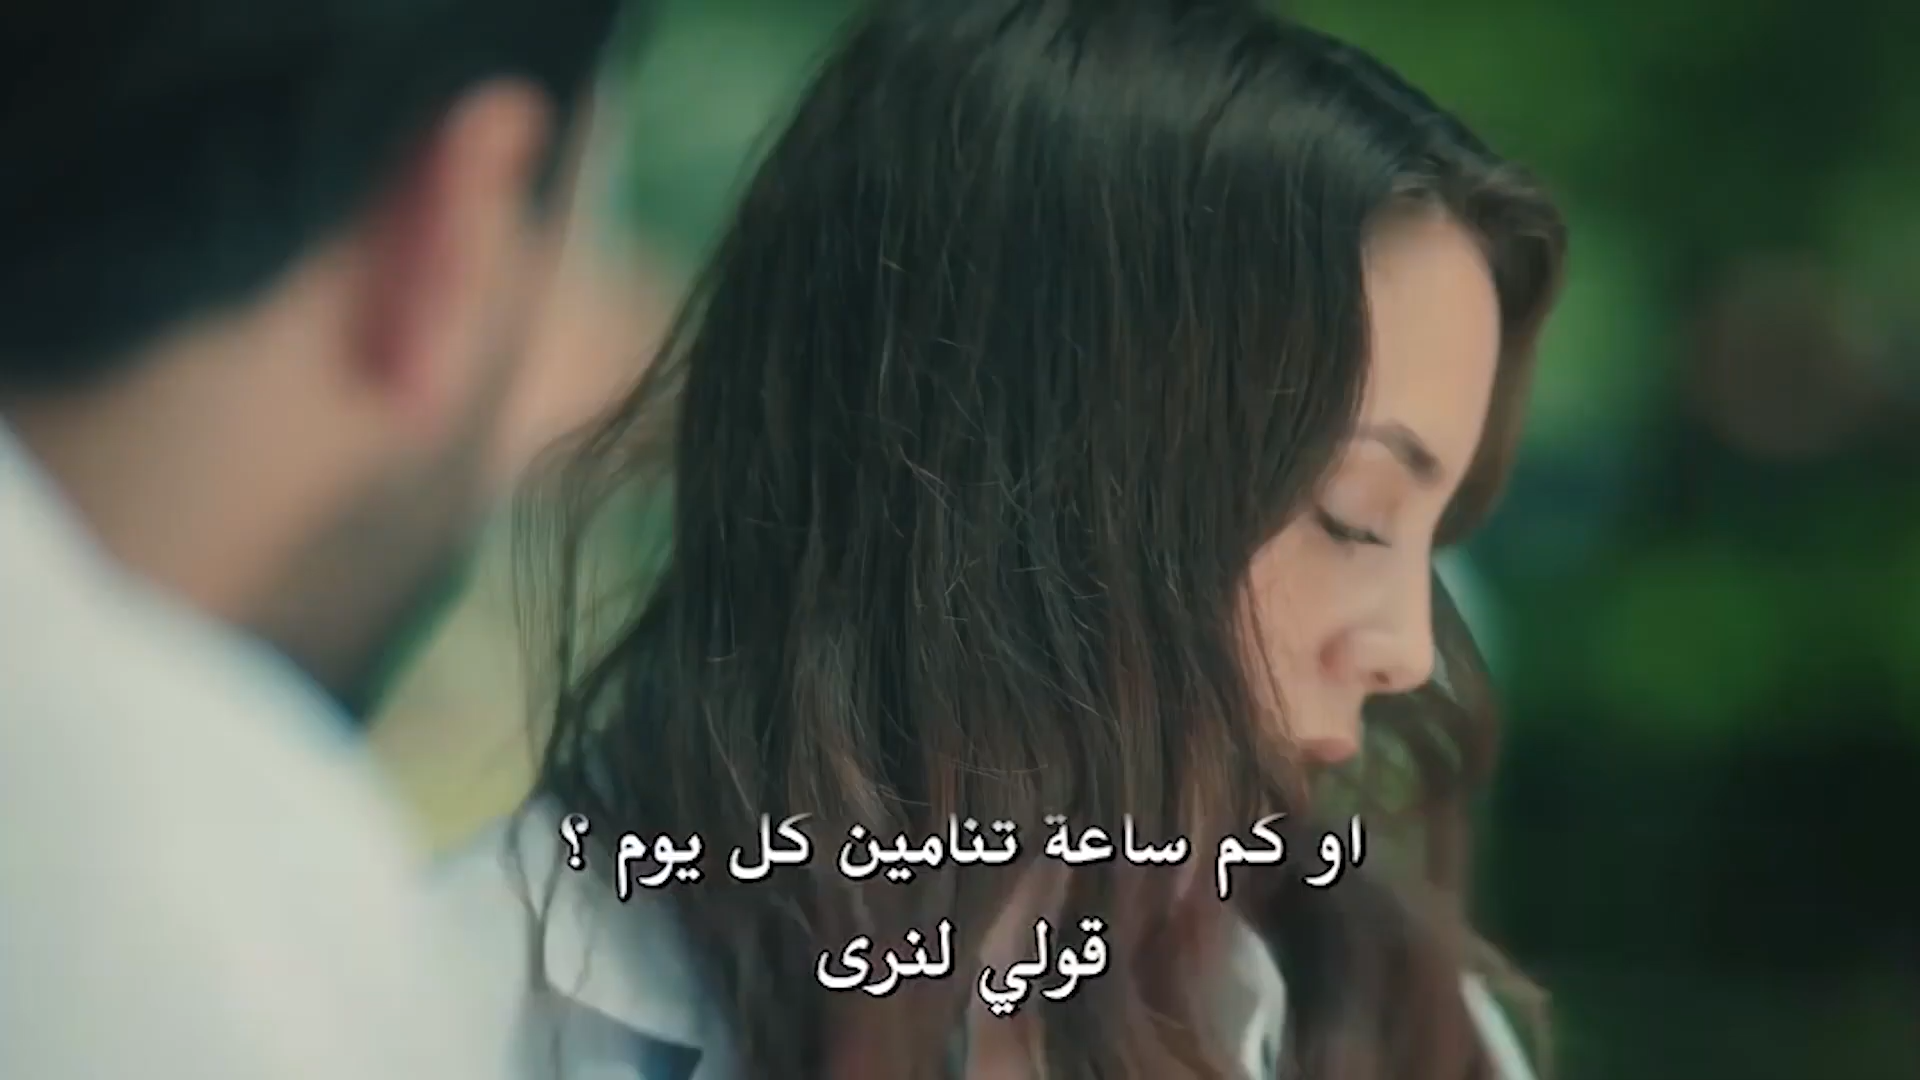 او كم ساعة تنامين كل يوم ؟
قولي لنرى